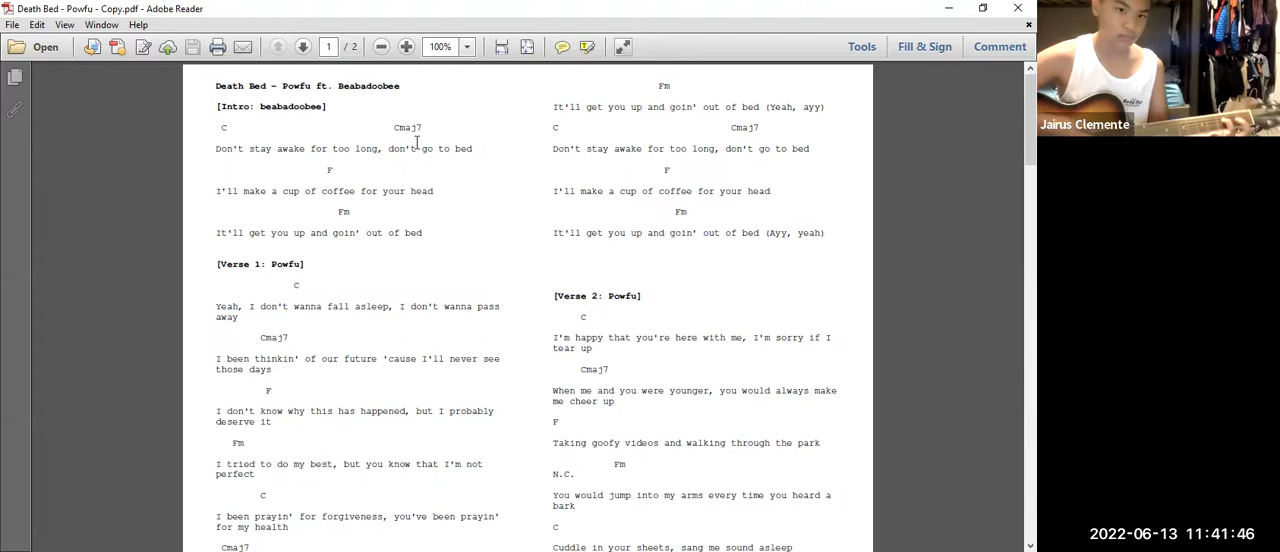 Death Bed - Powfu - Copy.pdf - Adobe Reader
File Edit View Window Help
Open
1 / 2
100%
Tools
Fill & Sign
Comment
Death Bed – Powfu ft. Beabadoobee
[Intro: beabadoobee]
C Cmaj7
Don't stay awake for too long, don't go to bed
F
I'll make a cup of coffee for your head
Fm
It'll get you up and goin' out of bed
[Verse 1: Powfu]
C
Yeah, I don't wanna fall asleep, I don't wanna pass
away
Cmaj7
I been thinkin' of our future 'cause I'll never see
those days
F
I don't know why this has happened, but I probably
deserve it
Fm
I tried to do my best, but you know that I'm not
perfect
C
I been prayin' for forgiveness, you've been prayin'
for my health
Cmaj7
Fm
It'll get you up and goin' out of bed (Yeah, ayy)
C Cmaj7
Don't stay awake for too long, don't go to bed
F
I'll make a cup of coffee for your head
Fm
It'll get you up and goin' out of bed (Ayy, yeah)
[Verse 2: Powfu]
C
I'm happy that you're here with me, I'm sorry if I
tear up
Cmaj7
When me and you were younger, you would always make
me cheer up
F
Taking goofy videos and walking through the park
Fm
N.C.
You would jump into my arms every time you heard a
bark
C
Cuddle in your sheets, sang me sound asleep
Jairus Clemente
2022-06-13 11:41:46